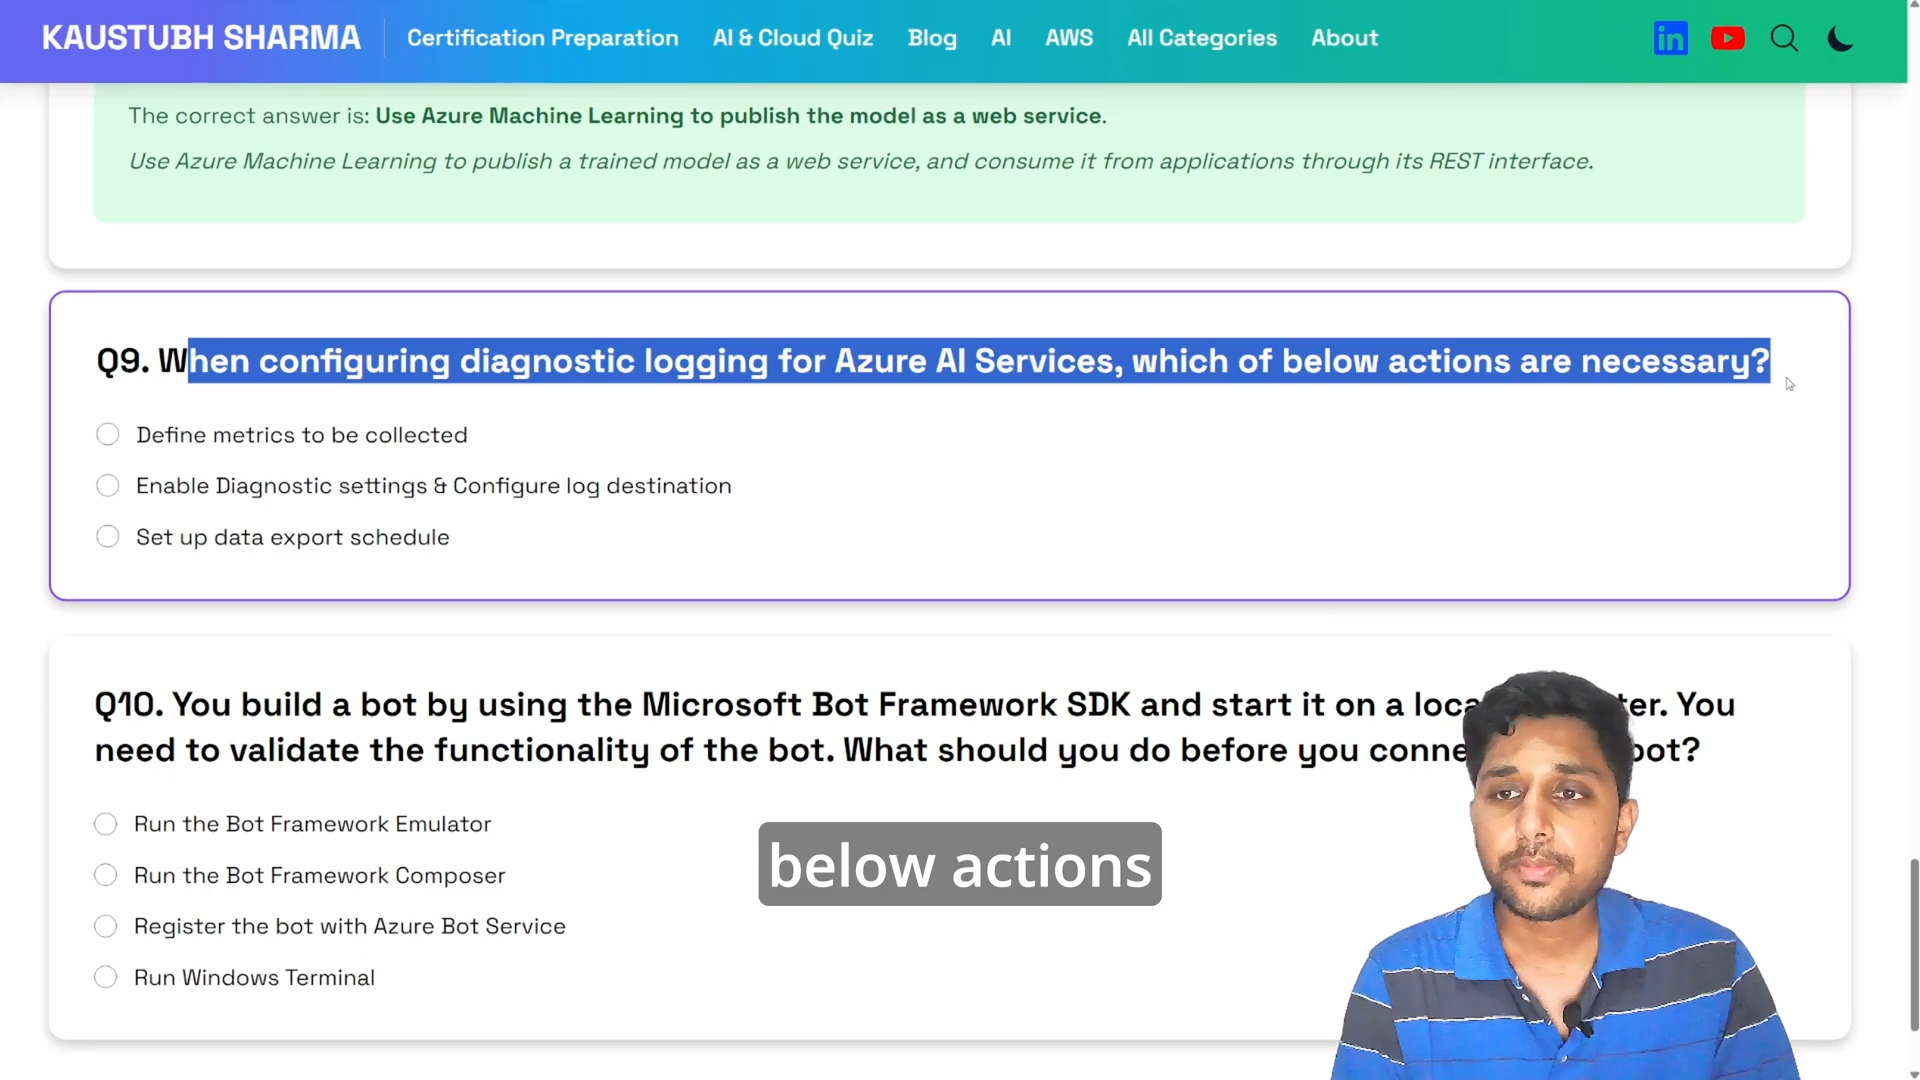 KAUSTUBH SHARMA
Certification Preparation
AI & Cloud Quiz
Blog
AI
AWS
All Categories
About
in
The correct answer is: Use Azure Machine Learning to publish the model as a web service.
Use Azure Machine Learning to publish a trained model as a web service, and consume it from applications through its REST interface.
Q9. When configuring diagnostic logging for Azure AI Services, which of below actions are necessary?
Define metrics to be collected
Enable Diagnostic settings & Configure log destination
Set up data export schedule
Q10. You build a bot by using the Microsoft Bot Framework SDK and start it on a loca ter. You
need to validate the functionality of the bot. What should you do before you conne bot?
Run the Bot Framework Emulator
Run the Bot Framework Composer
Register the bot with Azure Bot Service
Run Windows Terminal
below actions